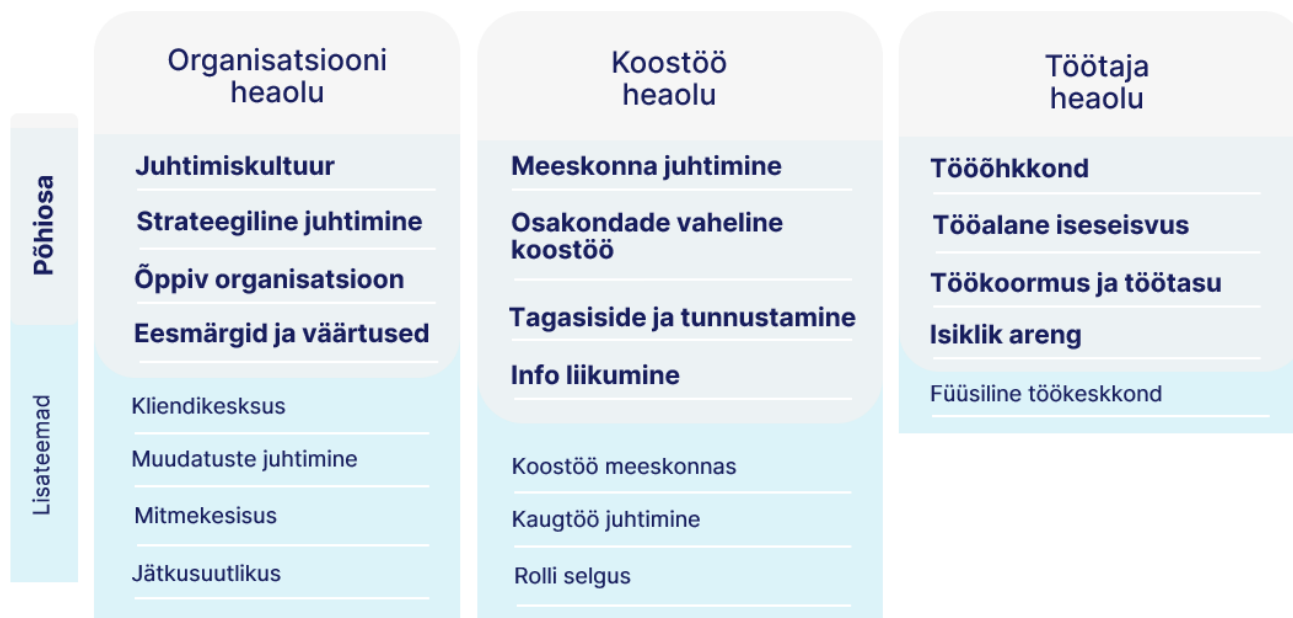 Põhiosa
Lisateemad
Organisatsiooni
heaolu
Juhtimiskultuur
Strateegiline juhtimine
Õppiv organisatsioon
Eesmärgid ja väärtused
Kliendikesksus
Muudatuste juhtimine
Mitmekesisus
Jätkusuutlikus
Koostöö
heaolu
Meeskonna juhtimine
Osakondade vaheline
koostöö
Tagasiside ja tunnustamine
Info liikumine
Koostöö meeskonnas
Kaugtöö juhtimine
Rolli selgus
Töötaja
heaolu
Tööõhkkond
Tööalane iseseisvus
Töökoormus ja töötasu
Isiklik areng
Füüsiline töökeskkond